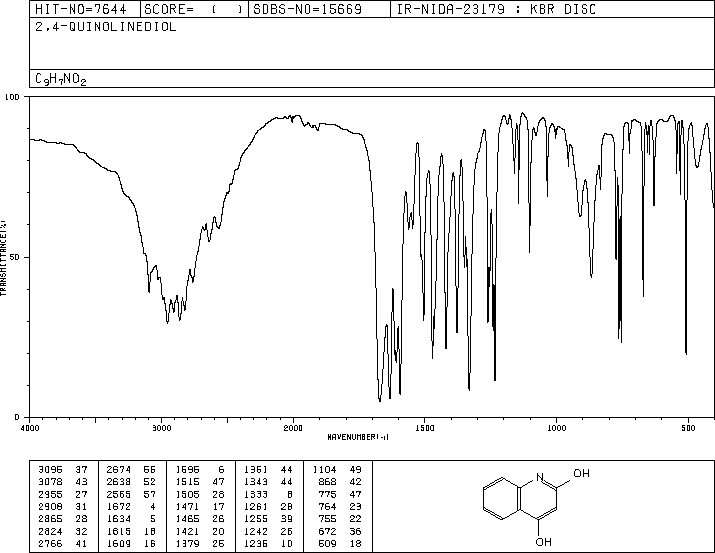 HIT-NO=7644 SCORE= ( ) SDBS-NO=15669 IR-NIDA-23179 : KBR DISC
2,4-QUINOLINEDIOL
C9H7NO2
100
50
0
TRANSMITTANCE(%)
4000 3000 2000 1500 1000 500
WAVENUMBER(-1)
3095 37 2674 55 1595 6 1361 44 1104 49
3078 43 2638 52 1515 47 1343 44 868 42
2955 27 2565 57 1505 28 1333 8 775 47
2908 31 1672 4 1471 17 1261 28 764 23
2865 28 1634 5 1465 26 1255 39 755 22
2824 32 1615 18 1421 20 1242 26 672 36
2766 41 1609 16 1379 25 1236 10 509 18
N
OH
OH